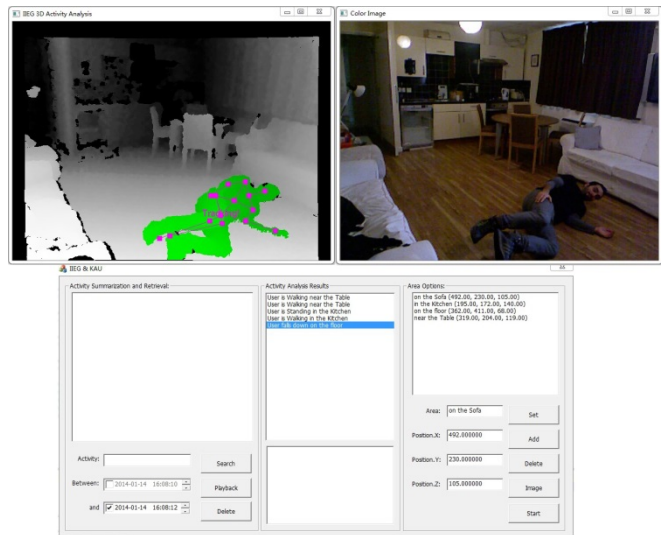 IIEG 3D Activity Analysis
Color Image
Tracking
IIEG & KAU
Activity Summarization and Retrieval:
Activity:
Search
Between:
2014-01-14 16:08:10
Playback
and
2014-01-14 16:08:12
Delete
Activity Analysis Results
User is Walking near the Table
User is Walking near the Table
User is Standing in the Kitchen
User is Walking in the Kitchen
User falls down on the floor
Area Options:
on the Sofa (492.00, 230.00, 105.00)
in the Kitchen (195.00, 172.00, 140.00)
on the floor (362.00, 411.00, 68.00)
near the Table (319.00, 204.00, 119.00)
Area:
on the Sofa
Set
Position.X:
492.000000
Add
Position.Y:
230.000000
Delete
Position.Z:
105.000000
Image
Start